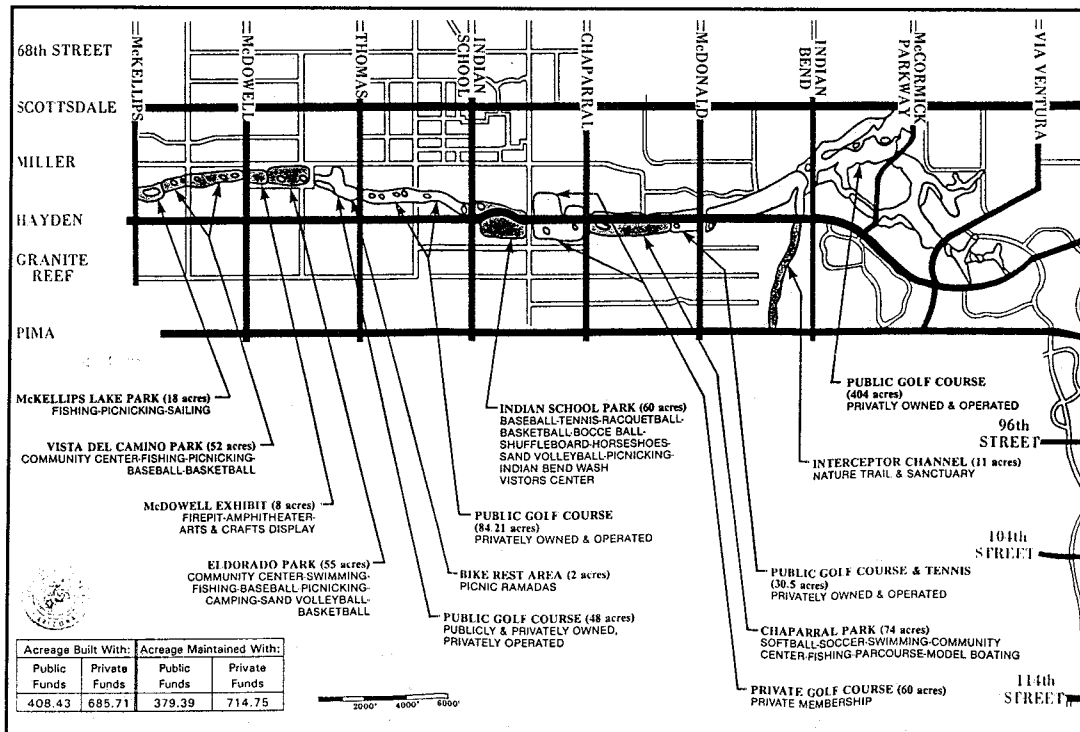 McKELLIPS
McDOWELL
THOMAS
INDIAN
SCHOOL
CHAPARRAL
McDONALD
INDIAN
BEND
McCORMICK
PARKWAY
VIA VENTURA
68th STREET
SCOTTSDALE
MILLER
HAYDEN
GRANITE
REEF
PIMA
McKELLIPS LAKE PARK (18 acres)
FISHING-PICNICKING-SAILING
VISTA DEL CAMINO PARK (52 acres)
COMMUNITY CENTER-FISHING-PICNICKING-
BASEBALL-BASKETBALL
McDOWELL EXHIBIT (8 acres)
FIREPIT-AMPHITHEATER-
ARTS & CRAFTS DISPLAY
ELDORADO PARK (55 acres)
COMMUNITY CENTER-SWIMMING-
FISHING-BASEBALL-PICNICKING-
CAMPING-SAND VOLLEYBALL-
BASKETBALL
INDIAN SCHOOL PARK (60 acres)
BASEBALL-TENNIS-RACQUETBALL-
BASKETBALL-BOCCE BALL-
SHUFFLEBOARD-HORSESHOES-
SAND VOLLEYBALL-PICNICKING-
INDIAN BEND WASH
VISTORS CENTER
PUBLIC GOLF COURSE
(84.21 acres)
PRIVATELY OWNED & OPERATED
BIKE REST AREA (2 acres)
PICNIC RAMADAS
PUBLIC GOLF COURSE (48 acres)
PUBLICLY & PRIVATELY OWNED,
PRIVATELY OPERATED
PUBLIC GOLF COURSE
(404 acres)
PRIVATLY OWNED & OPERATED
96th
STREET
INTERCEPTOR CHANNEL (11 acres)
NATURE TRAIL & SANCTUARY
104th
STREET
PUBLIC GOLF COURSE & TENNIS
(30.5 acres)
PRIVATELY OWNED & OPERATED
CHAPARRAL PARK (74 acres)
SOFTBALL-SOCCER-SWIMMING-COMMUNITY
CENTER-FISHING-PARCOURSE-MODEL BOATING
PRIVATE GOLF COURSE (60 acres)
PRIVATE MEMBERSHIP
114th
STREET
Acreage Built With: Acreage Maintained With:
Public Funds Private Funds Public Funds Private Funds
408.43 685.71 379.39 714.75
2000' 4000' 6000'